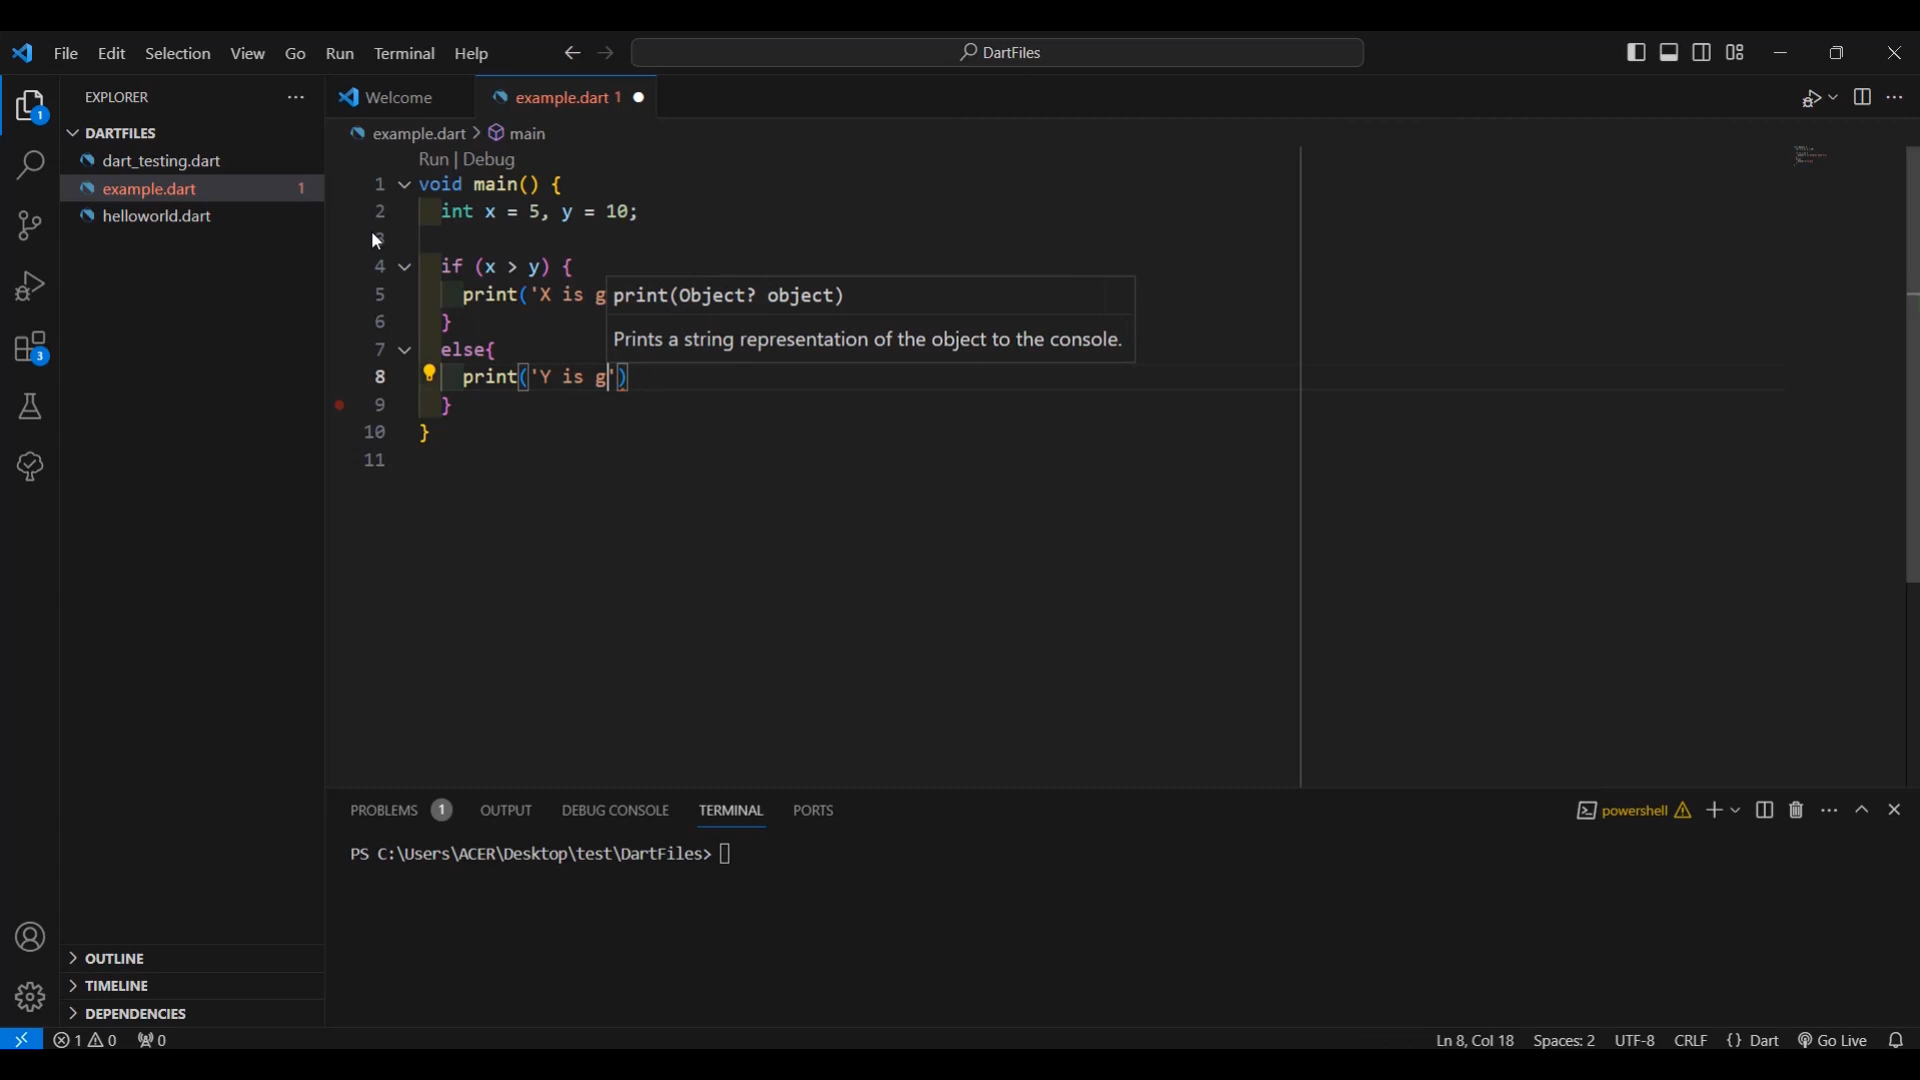 File Edit Selection View Go Run Terminal Help
DartFiles
EXPLORER
DARTFILES
dart_testing.dart
example.dart 1
helloworld.dart
OUTLINE
TIMELINE
DEPENDENCIES
Welcome example.dart 1
example.dart > main
Run | Debug
1 void main() {
2 int x = 5, y = 10;
3
4 if (x > y) {
5 print('X is g
6 }
7 else{
8 print('Y is g')
9 }
10 }
11
print(Object? object)
Prints a string representation of the object to the console.
PROBLEMS 1 OUTPUT DEBUG CONSOLE TERMINAL PORTS
powershell
PS C:\Users\ACER\Desktop\test\DartFiles>
1
3
1 0 0
Ln 8, Col 18 Spaces: 2 UTF-8 CRLF {} Dart Go Live